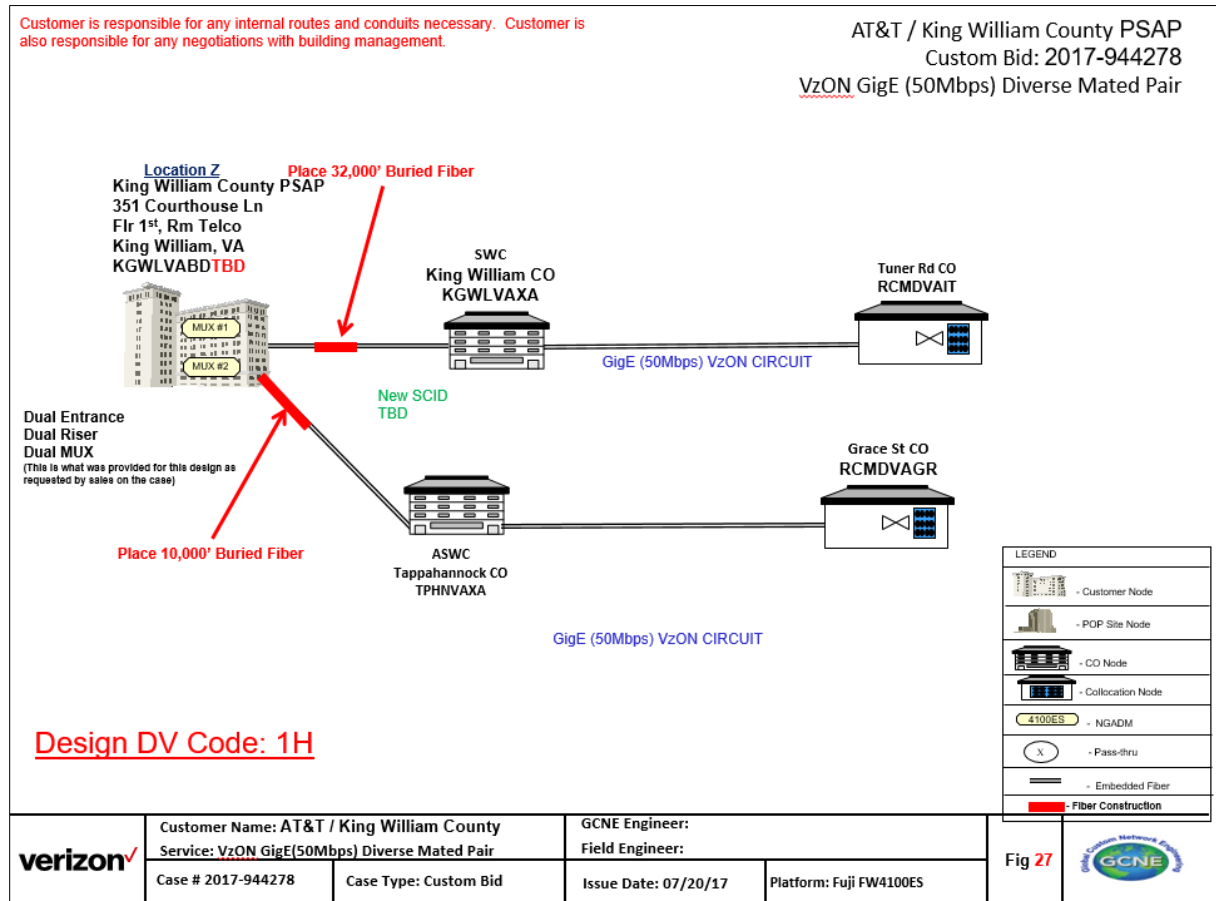 Customer is responsible for any internal routes and conduits necessary. Customer is
also responsible for any negotiations with building management.
AT&T / King William County PSAP
Custom Bid: 2017-944278
VzON GigE (50Mbps) Diverse Mated Pair
Location Z
King William County PSAP
351 Courthouse Ln
Flr 1st, Rm Telco
King William, VA
KGWLVABDTBD
Place 32,000' Buried Fiber
MUX #1
MUX #2
SWC
King William CO
KGWLVAXA
Tuner Rd CO
RCMDVAIT
GigE (50Mbps) VzON CIRCUIT
New SCID
TBD
Dual Entrance
Dual Riser
Dual MUX
(This is what was provided for this design as
requested by sales on the case)
Grace St CO
RCMDVAGR
Place 10,000' Buried Fiber
ASWC
Tappahannock CO
TPHNVAXA
GigE (50Mbps) VzON CIRCUIT
LEGEND
- Customer Node
- POP Site Node
- CO Node
- Collocation Node
4100ES - NGADM
X - Pass-thru
- Embedded Fiber
- Fiber Construction
Design DV Code: 1H
verizon✓
Customer Name: AT&T / King William County
Service: VzON GigE(50Mbps) Diverse Mated Pair
Case # 2017-944278
Case Type: Custom Bid
GCNE Engineer:
Field Engineer:
Issue Date: 07/20/17
Platform: Fuji FW4100ES
Fig 27
Global Custom Network Engineering
GCNE